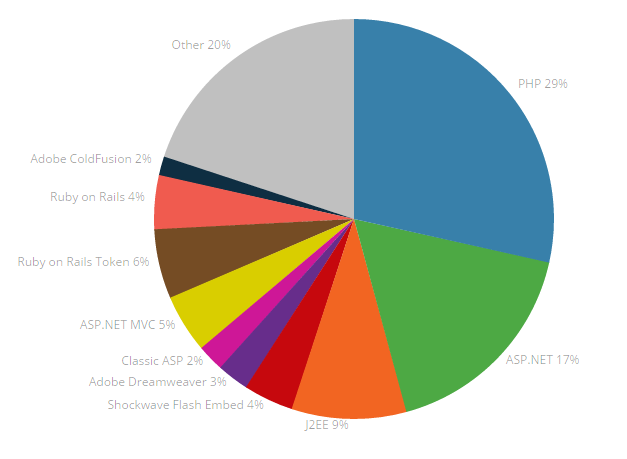 Other 20%
PHP 29%
Adobe ColdFusion 2%
Ruby on Rails 4%
Ruby on Rails Token 6%
ASP.NET MVC 5%
Classic ASP 2%
ASP.NET 17%
Adobe Dreamweaver 3%
Shockwave Flash Embed 4%
J2EE 9%